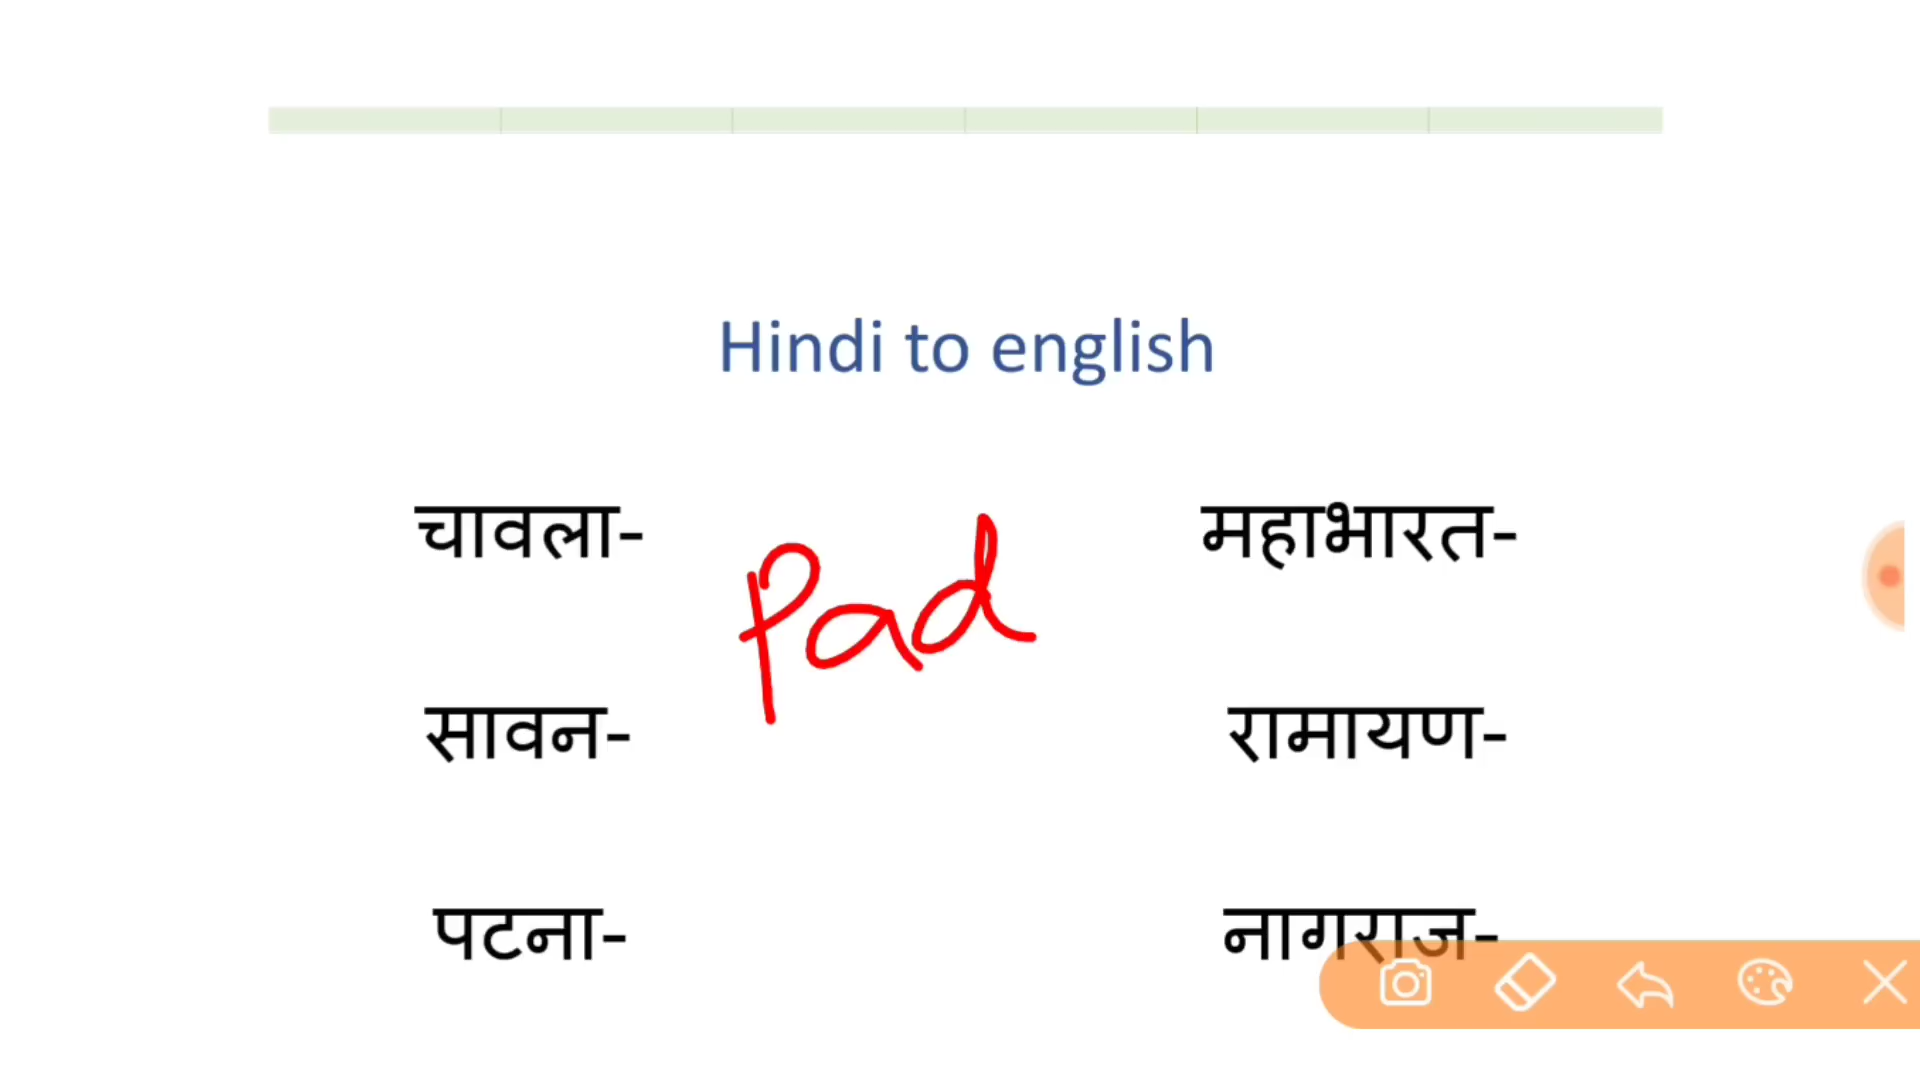 Hindi to english
चावला- महाभारत-
Pad
सावन- रामायण-
पटना- नागराज-